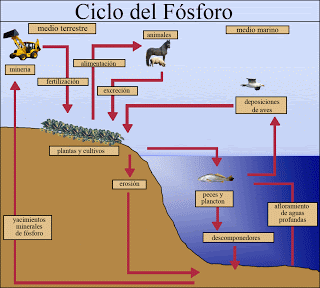 Ciclo del Fósforo
medio terrestre
animales
medio marino
minería
alimentación
fertilización
excreción
deposiciones
de aves
plantas y cultivos
erosión
peces y
plancton
yacimientos
minerales
de fósforo
afloramiento
de aguas
profundas
descomponedores